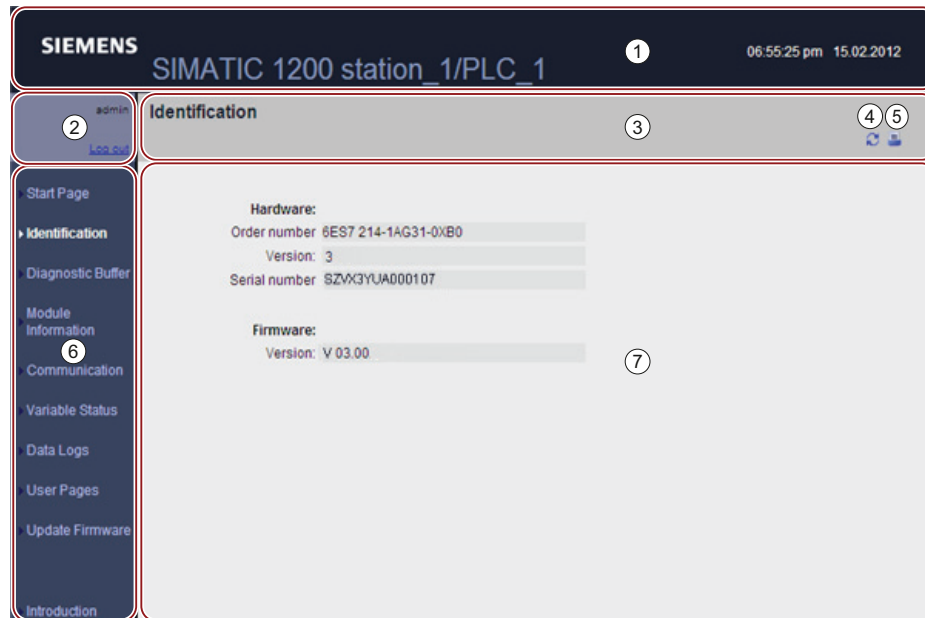 SIEMENS
SIMATIC 1200 station_1/PLC_1
1
06:55:25 pm 15.02.2012
admin
2
Log out
Identification
3
4 5
Start Page
Identification
Diagnostic Buffer
Module
Information
6
Communication
Variable Status
Data Logs
User Pages
Update Firmware
Introduction
Hardware:
Order number 6ES7 214-1AG31-0XB0
Version: 3
Serial number SZVX3YUA000107
Firmware:
Version: V 03.00
7